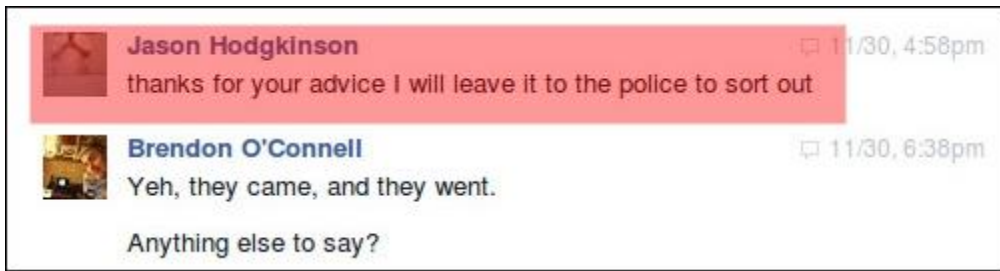 Jason Hodgkinson 11/30, 4:58pm
thanks for your advice I will leave it to the police to sort out
Brendon O'Connell 11/30, 6:38pm
Yeh, they came, and they went.
Anything else to say?